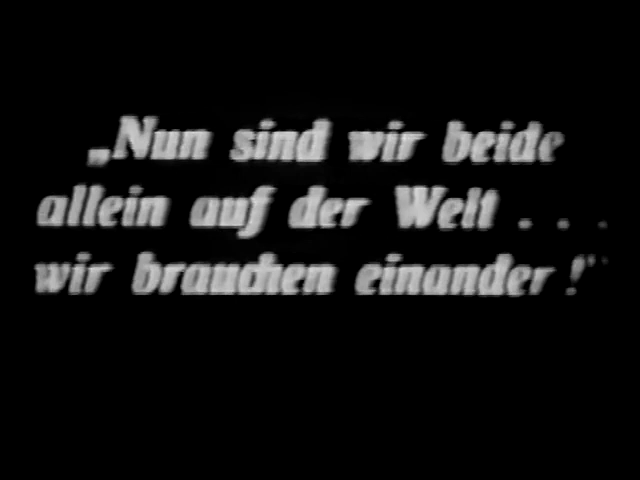 „Nun sind wir beide
allein auf der Welt . . .
wir brauchen einander !“